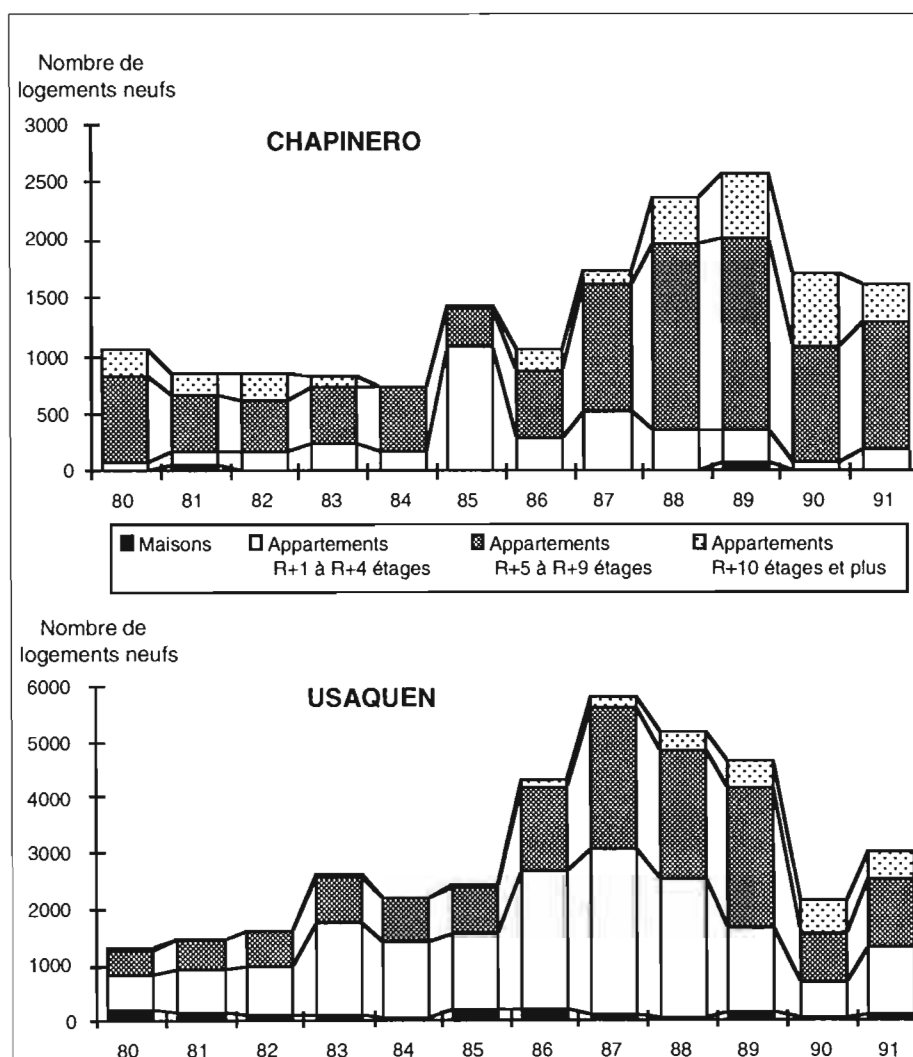 Nombre de
logements neufs
CHAPINERO
3000
2500
2000
1500
1000
500
0
80 81 82 83 84 85 86 87 88 89 90 91
Maisons Appartements Appartements Appartements
R+1 à R+4 étages R+5 à R+9 étages R+10 étages et plus
Nombre de
logements neufs
USAQUEN
6000
5000
4000
3000
2000
1000
0
80 81 82 83 84 85 86 87 88 89 90 91